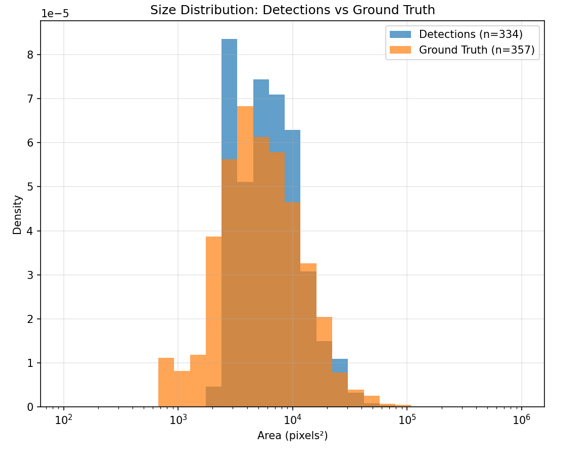 Size Distribution: Detections vs Ground Truth
1e−5
Detections (n=334)
Ground Truth (n=357)
8
7
6
5
4
3
2
1
0
Density
10² 10³ 10⁴ 10⁵ 10⁶
Area (pixels²)